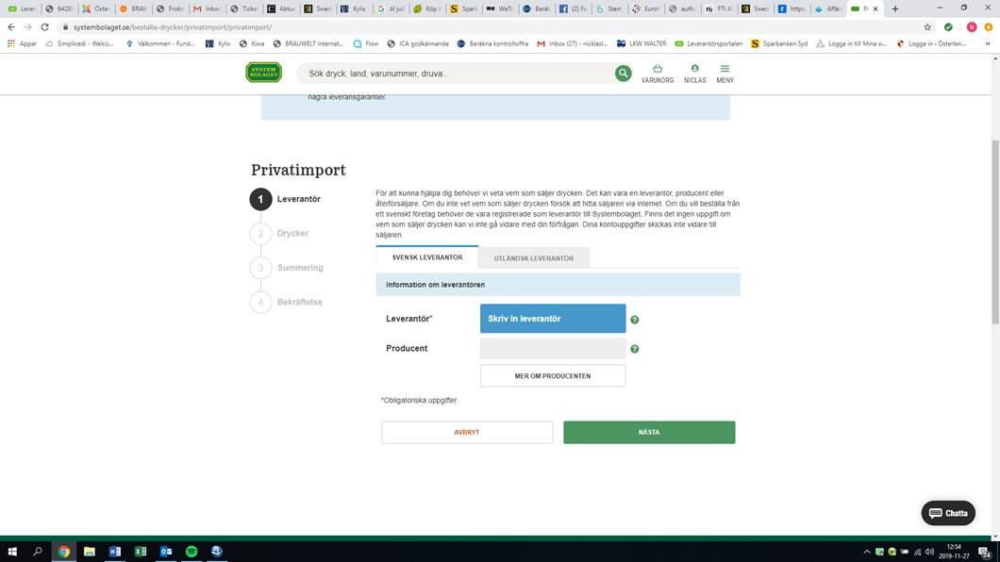 Lever
6428
Öster
BRAU
Froks
Inkor
Ticke
Aktu
Swed
Kylix
öl juli
Köp H
Spar
WeTr
Berä
(2) Fa
Start
Eurol
auth.
FTI Al
Swed
https
Affär
Pr
systembolaget.se/bestalla-drycker/privatimport/privatimport/
Appar
Simplicedi - Welco...
Välkommen - Fund...
Kylix
Kiwa
BRAUWELT Internat...
Flow
ICA godkännande
Beräkna kontrollsiffra
Inbox (27) - nicklasl...
LKW WALTER
Leverantörsportalen
Sparbanken Syd
Logga in till Mina si...
Logga in ‹ Österlen...
SYSTEM
BOLAGET
Sök dryck, land, varunummer, druva...
VARUKORG
NICLAS
MENY
några leveransgarantier.
Privatimport
1 Leverantör
2 Drycker
3 Summering
4 Bekräftelse
För att kunna hjälpa dig behöver vi veta vem som säljer drycken. Det kan vara en leverantör, producent eller
återförsäljare. Om du inte vet vem som säljer drycken försök att hitta säljaren via internet. Om du vill beställa från
ett svenskt företag behöver de vara registrerade som leverantör till Systembolaget. Finns det ingen uppgift om
vem som säljer drycken kan vi inte gå vidare med din förfrågan. Dina kontouppgifter skickas inte vidare till
säljaren.
SVENSK LEVERANTÖR
UTLÄNDSK LEVERANTÖR
Information om leverantören
Leverantör*
Skriv in leverantör
?
Producent
?
MER OM PRODUCENTEN
*Obligatoriska uppgifter
AVBRYT
NÄSTA
Chatta
12:54
2019-11-27
24